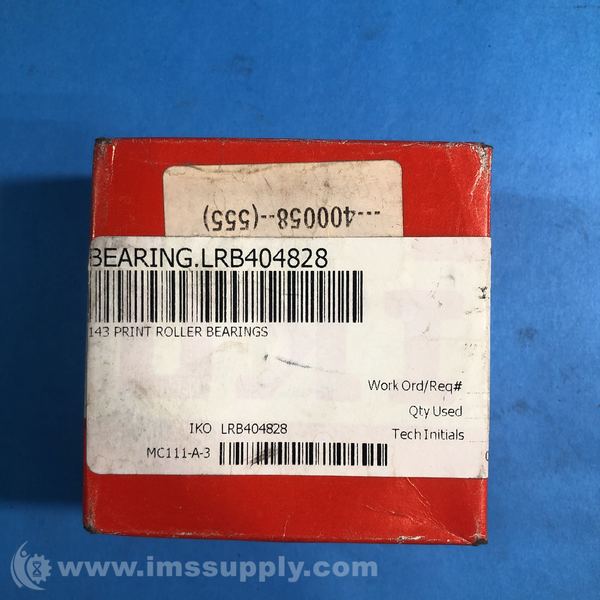 ---400058--(555)
BEARING.LRB404828
143 PRINT ROLLER BEARINGS
Work Ord/Req#
Qty Used
IKO LRB404828
Tech Initials
MC111-A-3
www.imssupply.com